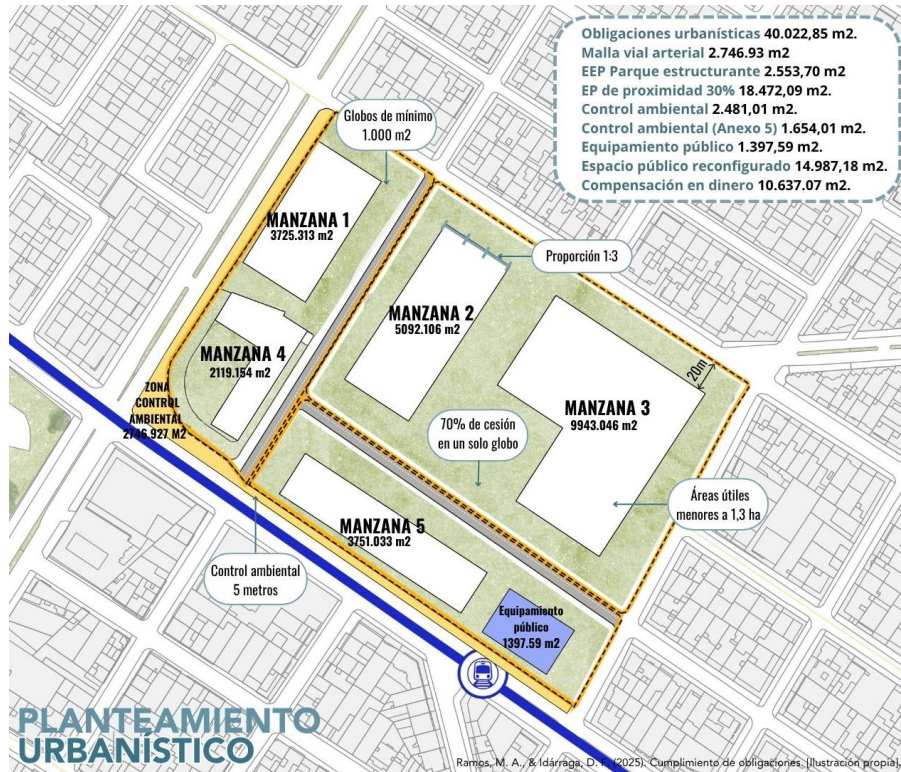 Obligaciones urbanísticas 40.022,85 m2.
Malla vial arterial 2.746.93 m2
EEP Parque estructurante 2.553,70 m2
EP de proximidad 30% 18.472,09 m2.
Control ambiental 2.481,01 m2.
Control ambiental (Anexo 5) 1.654,01 m2.
Equipamiento público 1.397,59 m2.
Espacio público reconfigurado 14.987,18 m2.
Compensación en dinero 10.637.07 m2.
Globos de mínimo
1.000 m2
MANZANA 1
3725.313 m2
Proporción 1:3
MANZANA 2
5092.106 m2
MANZANA 4
2119.154 m2
20m
ZONA
CONTROL
AMBIENTAL
2746.927 M2
MANZANA 3
9943.046 m2
70% de cesión
en un solo globo
Áreas útiles
menores a 1,3 ha
MANZANA 5
3751.033 m2
Control ambiental
5 metros
Equipamiento
público
1397.59 m2
PLANTEAMIENTO
URBANÍSTICO
Ramos, M. A., & Idárraga, D. F. (2025). Cumplimiento de obligaciones. [Ilustración propia].